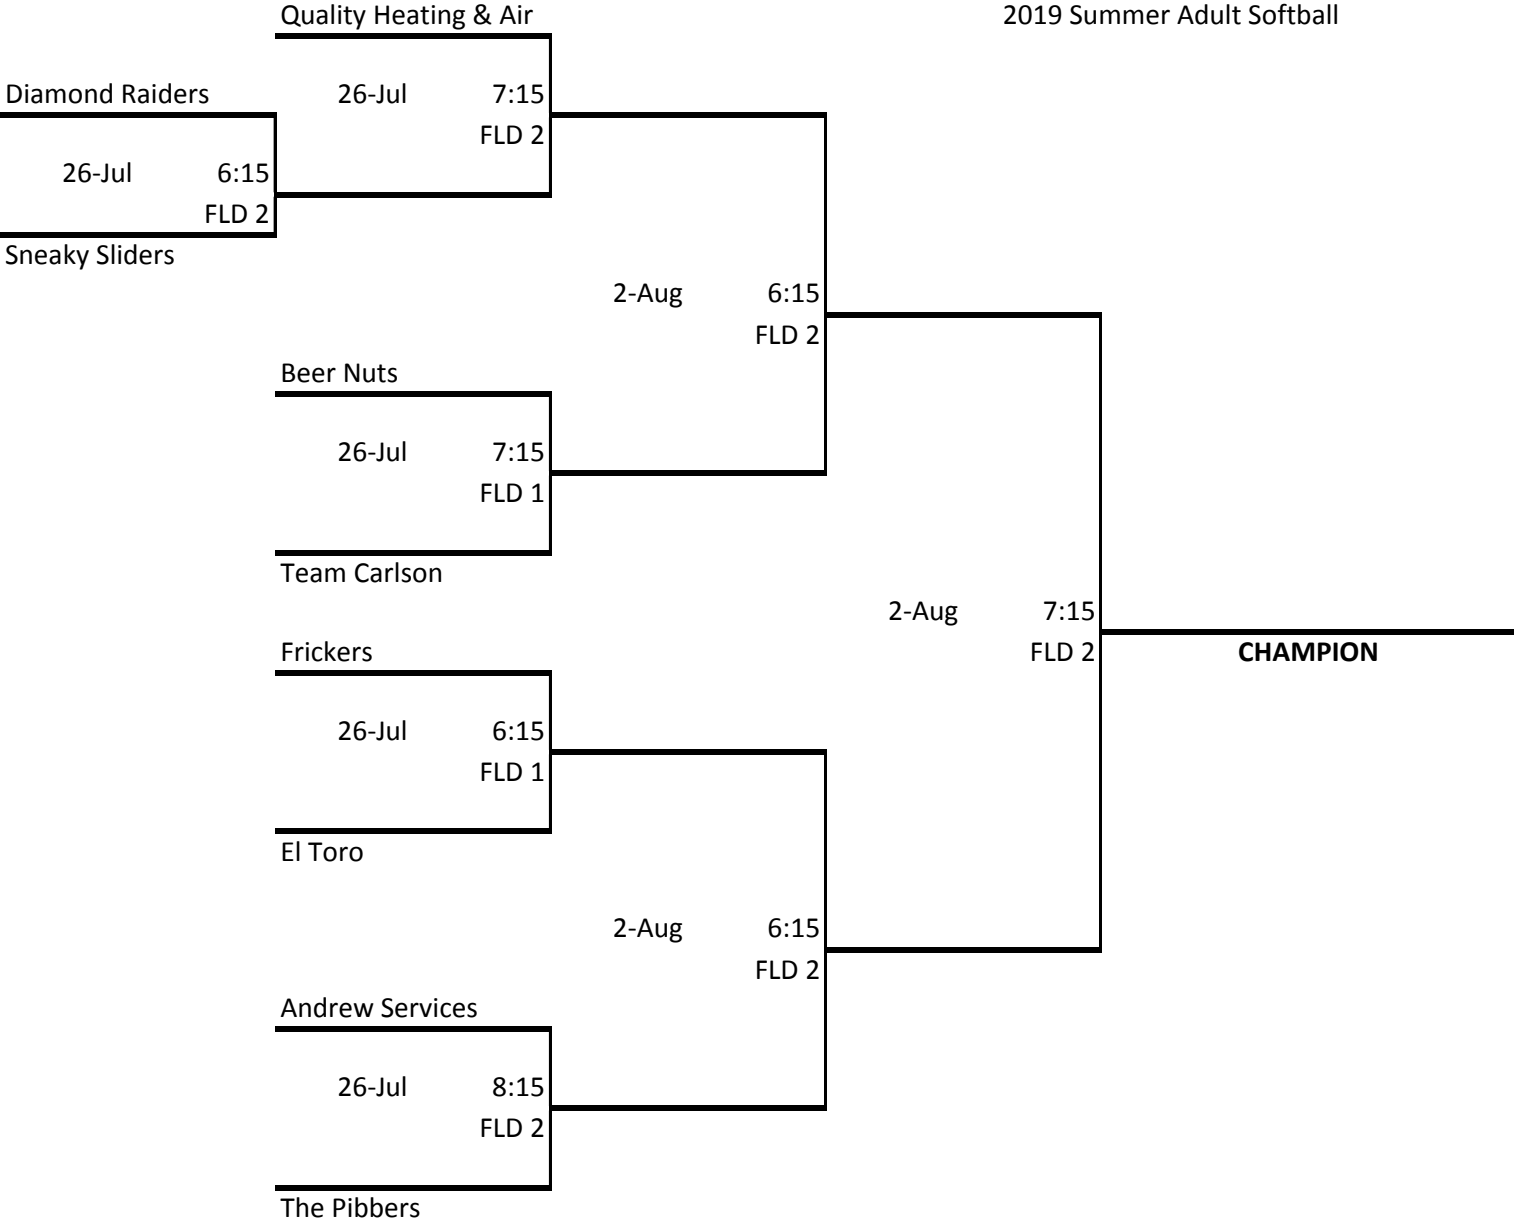 Quality Heating & Air
2019 Summer Adult Softball
Diamond Raiders
26-Jul 7:15
FLD 2
26-Jul 6:15
FLD 2
Sneaky Sliders
2-Aug 6:15
FLD 2
Beer Nuts
26-Jul 7:15
FLD 1
Team Carlson
2-Aug 7:15
FLD 2
CHAMPION
Frickers
26-Jul 6:15
FLD 1
El Toro
2-Aug 6:15
FLD 2
Andrew Services
26-Jul 8:15
FLD 2
The Pibbers